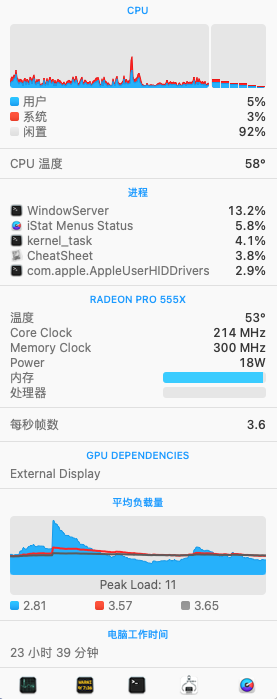 CPU
用户 5%
系统 3%
闲置 92%
CPU 温度 58°
进程
WindowServer 13.2%
iStat Menus Status 5.8%
kernel_task 4.1%
CheatSheet 3.8%
com.apple.AppleUserHIDDrivers 2.9%
RADEON PRO 555X
温度 53°
Core Clock 214 MHz
Memory Clock 300 MHz
Power 18W
内存
处理器
每秒帧数 3.6
GPU DEPENDENCIES
External Display
平均负载量
Peak Load: 11
2.81 3.57 3.65
电脑工作时间
23 小时 39 分钟